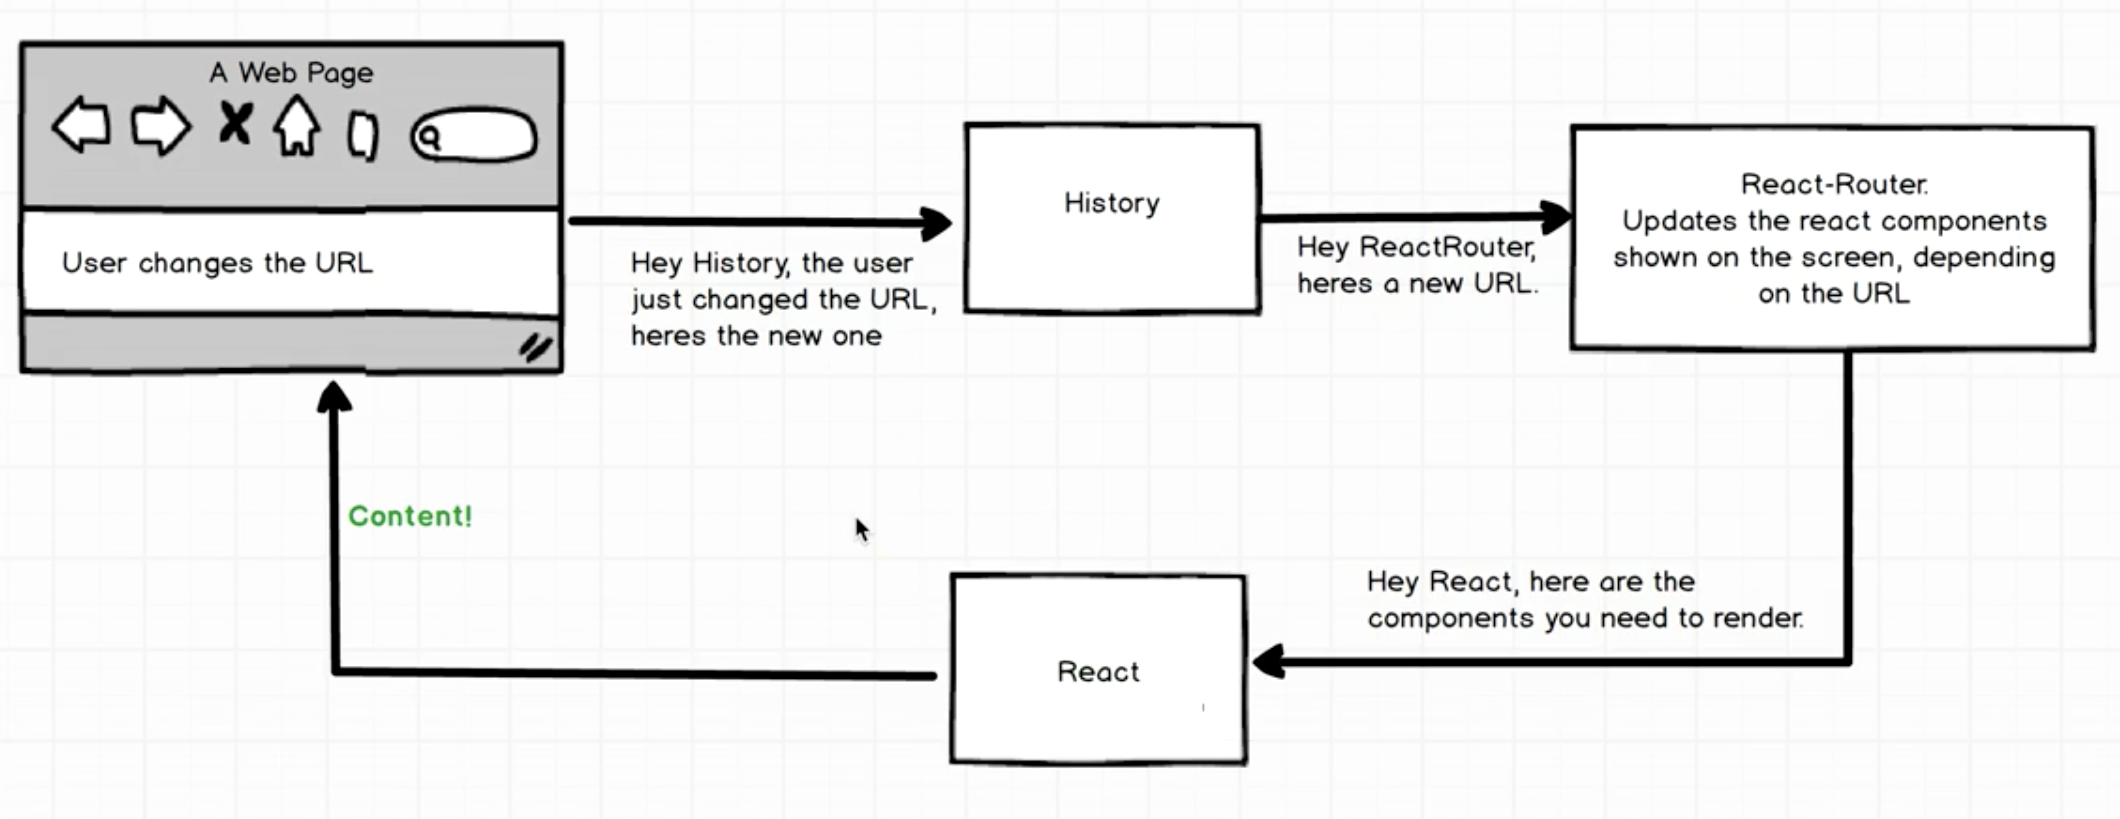 A Web Page
User changes the URL
Hey History, the user
just changed the URL,
heres the new one
History
Hey ReactRouter,
heres a new URL.
React-Router.
Updates the react components
shown on the screen, depending
on the URL
Hey React, here are the
components you need to render.
React
Content!